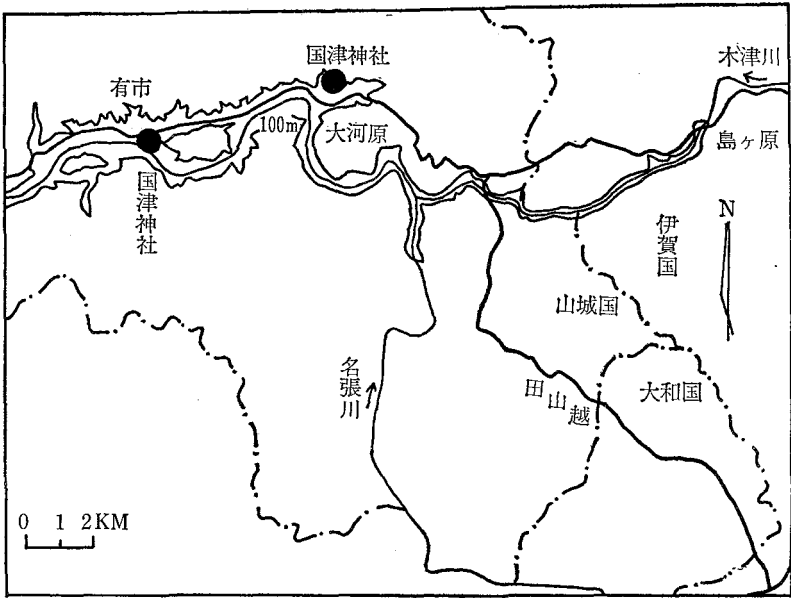 国津神社
木津川
有市
100m
大河原
島ヶ原
国津神社
伊賀国
N
山城国
名張川
田山越
大和国
0 1 2KM